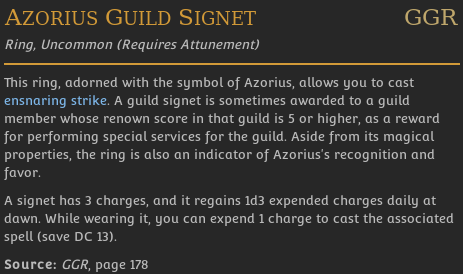 Azorius Guild Signet GGR
Ring, Uncommon (Requires Attunement)
This ring, adorned with the symbol of Azorius, allows you to cast
ensnaring strike. A guild signet is sometimes awarded to a guild
member whose renown score in that guild is 5 or higher, as a reward
for performing special services for the guild. Aside from its magical
properties, the ring is also an indicator of Azorius's recognition and
favor.
A signet has 3 charges, and it regains 1d3 expended charges daily at
dawn. While wearing it, you can expend 1 charge to cast the associated
spell (save DC 13).
Source: GGR, page 178